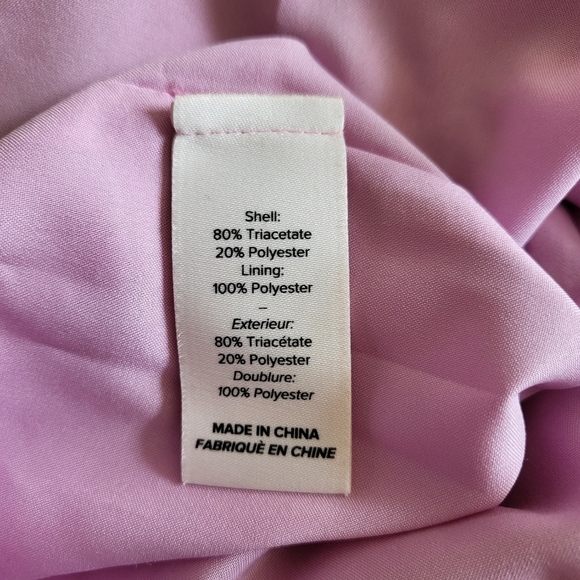 Shell:
80% Triacetate
20% Polyester
Lining:
100% Polyester
–
Exterieur:
80% Triacétate
20% Polyester
Doublure:
100% Polyester
MADE IN CHINA
FABRIQUÈ EN CHINE